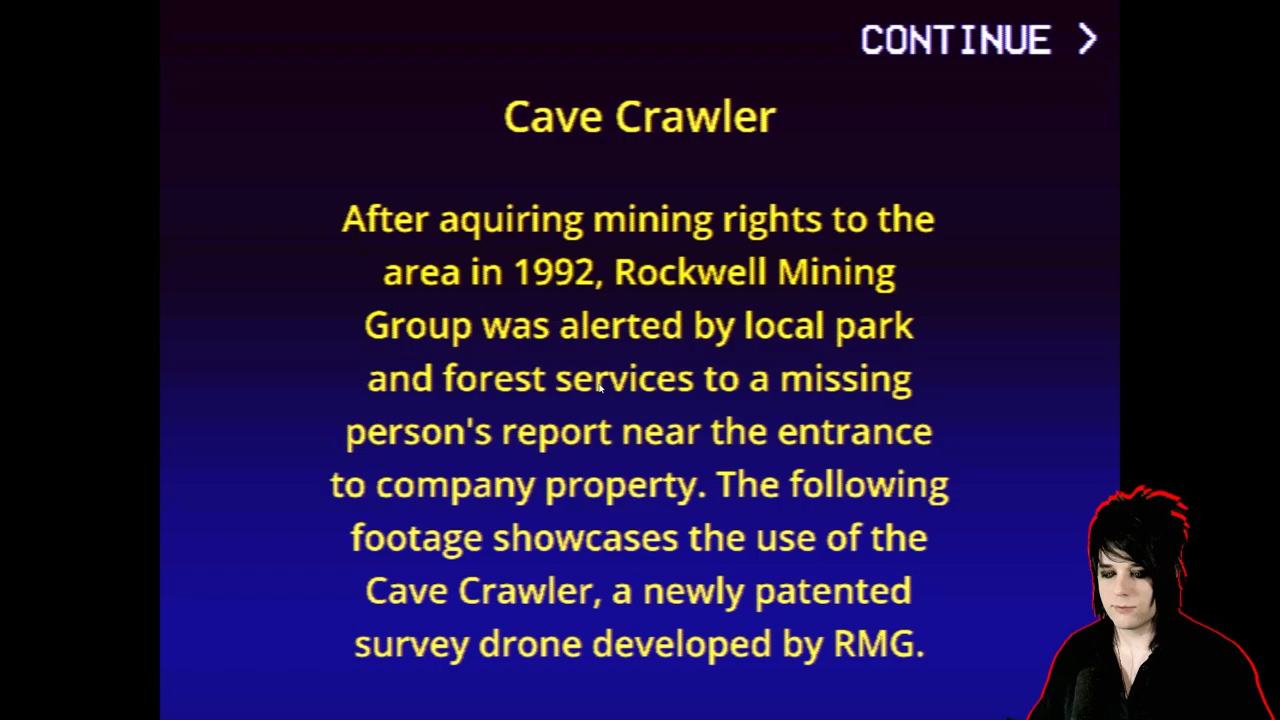 CONTINUE >
Cave Crawler
After aquiring mining rights to the
area in 1992, Rockwell Mining
Group was alerted by local park
and forest services to a missing
person's report near the entrance
to company property. The following
footage showcases the use of the
Cave Crawler, a newly patented
survey drone developed by RMG.